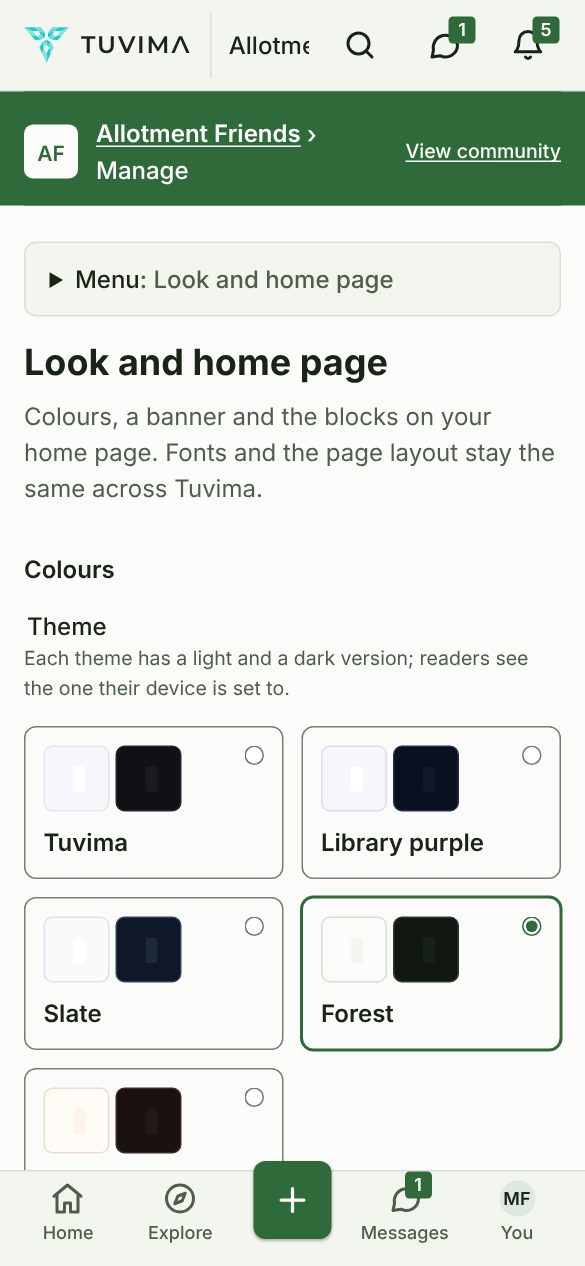 TUVIMA
Allotme
1
5
AF
Allotment Friends ›
Manage
View community
Menu: Look and home page
Look and home page
Colours, a banner and the blocks on your
home page. Fonts and the page layout stay the
same across Tuvima.
Colours
Theme
Each theme has a light and a dark version; readers see
the one their device is set to.
Tuvima
Library purple
Slate
Forest
1
Home
Explore
Messages
MF
You